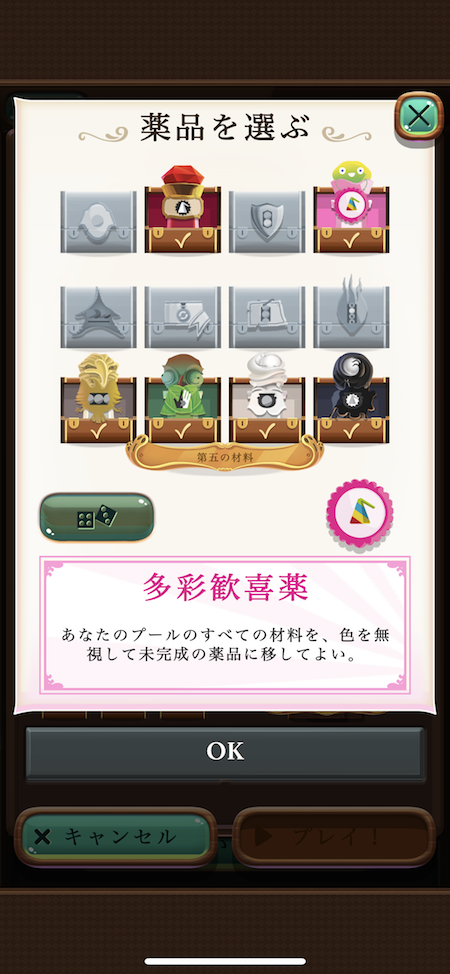 薬品を選ぶ
第五の材料
多彩歓喜薬
あなたのプールのすべての材料を、色を無
視して未完成の薬品に移してよい。
OK
キャンセル
プレイ！